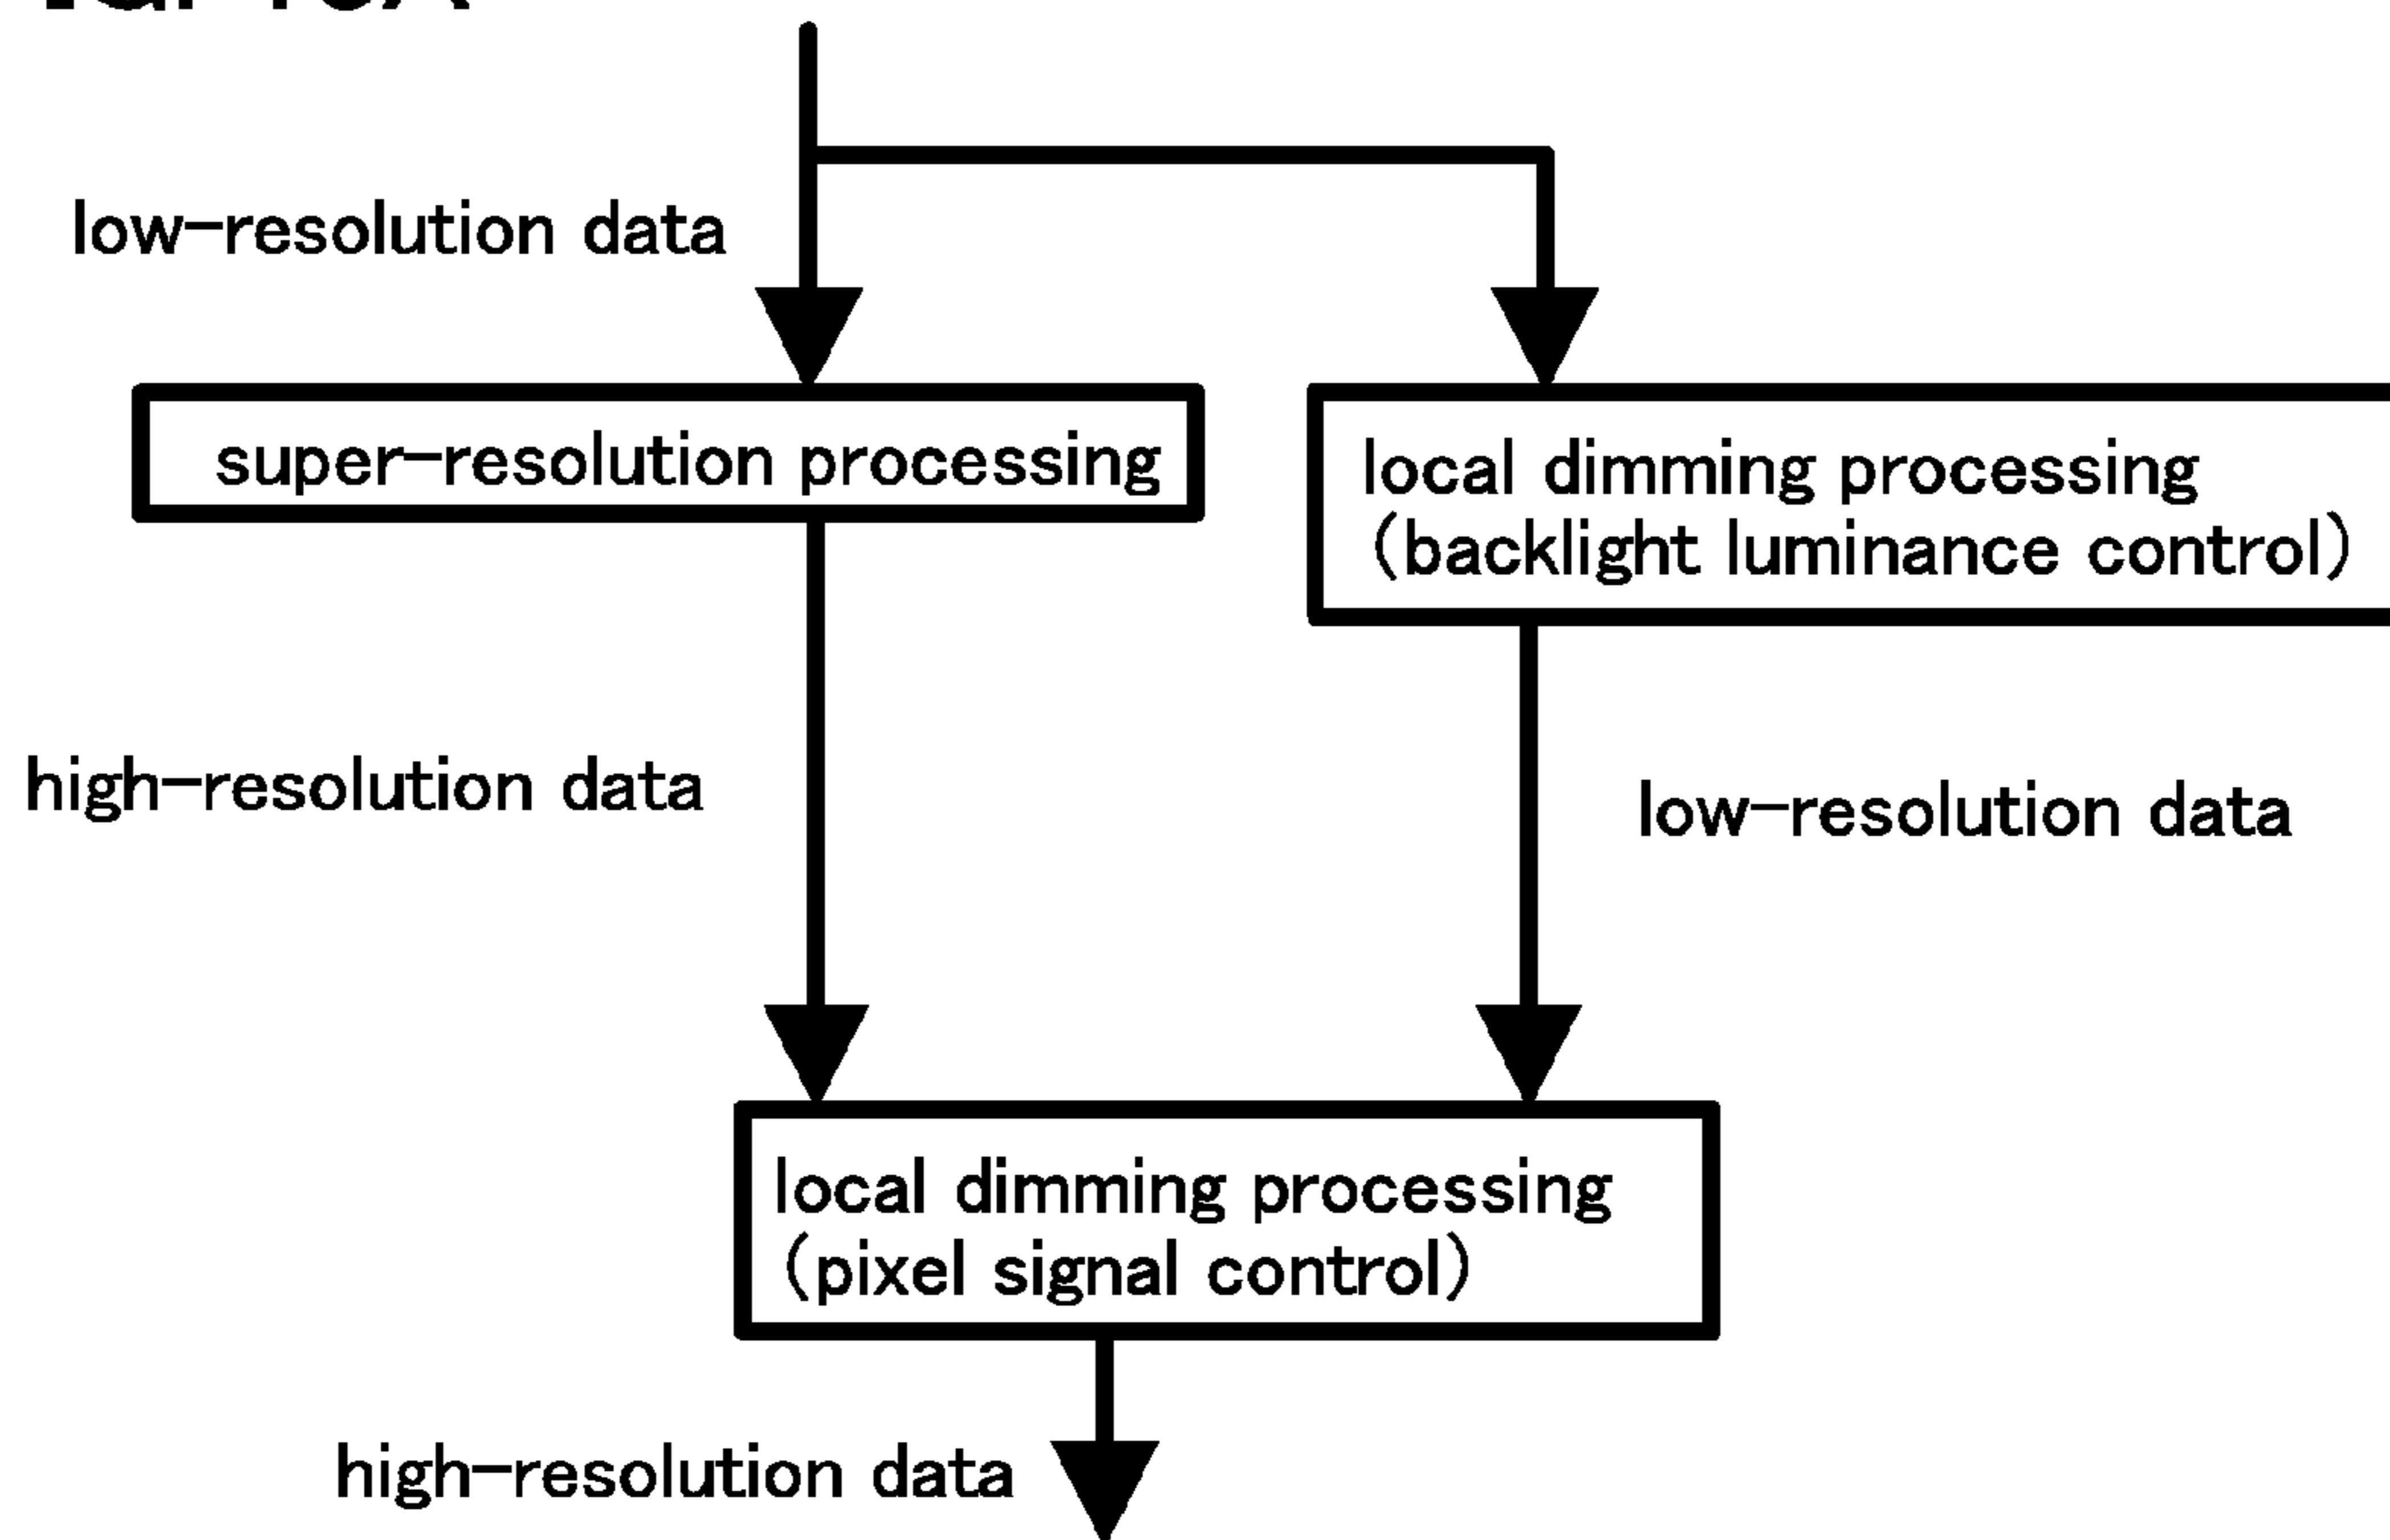 low-resolution data
super-resolution processing
local dimming processing
(backlight luminance control)
high-resolution data
low-resolution data
local dimming processing
(pixel signal control)
high-resolution data